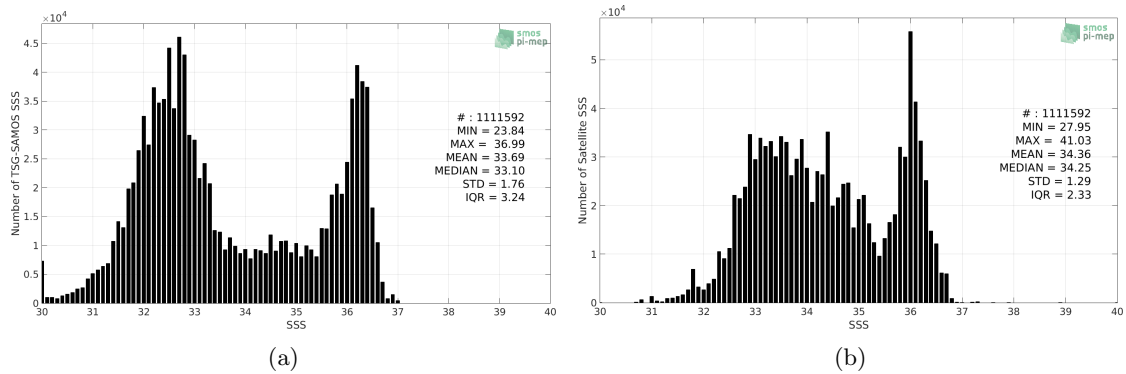 ×10⁴
smos
pi-mep
4.5
4
3.5
3
2.5
2
1.5
1
0.5
0
Number of TSG-SAMOS SSS
# : 1111592
MIN = 23.84
MAX = 36.99
MEAN = 33.69
MEDIAN = 33.10
STD = 1.76
IQR = 3.24
30 31 32 33 34 35 36 37 38 39 40
SSS
(a)
×10⁴
smos
pi-mep
5
4
3
2
1
0
Number of Satellite SSS
# : 1111592
MIN = 27.95
MAX = 41.03
MEAN = 34.36
MEDIAN = 34.25
STD = 1.29
IQR = 2.33
30 31 32 33 34 35 36 37 38 39 40
SSS
(b)